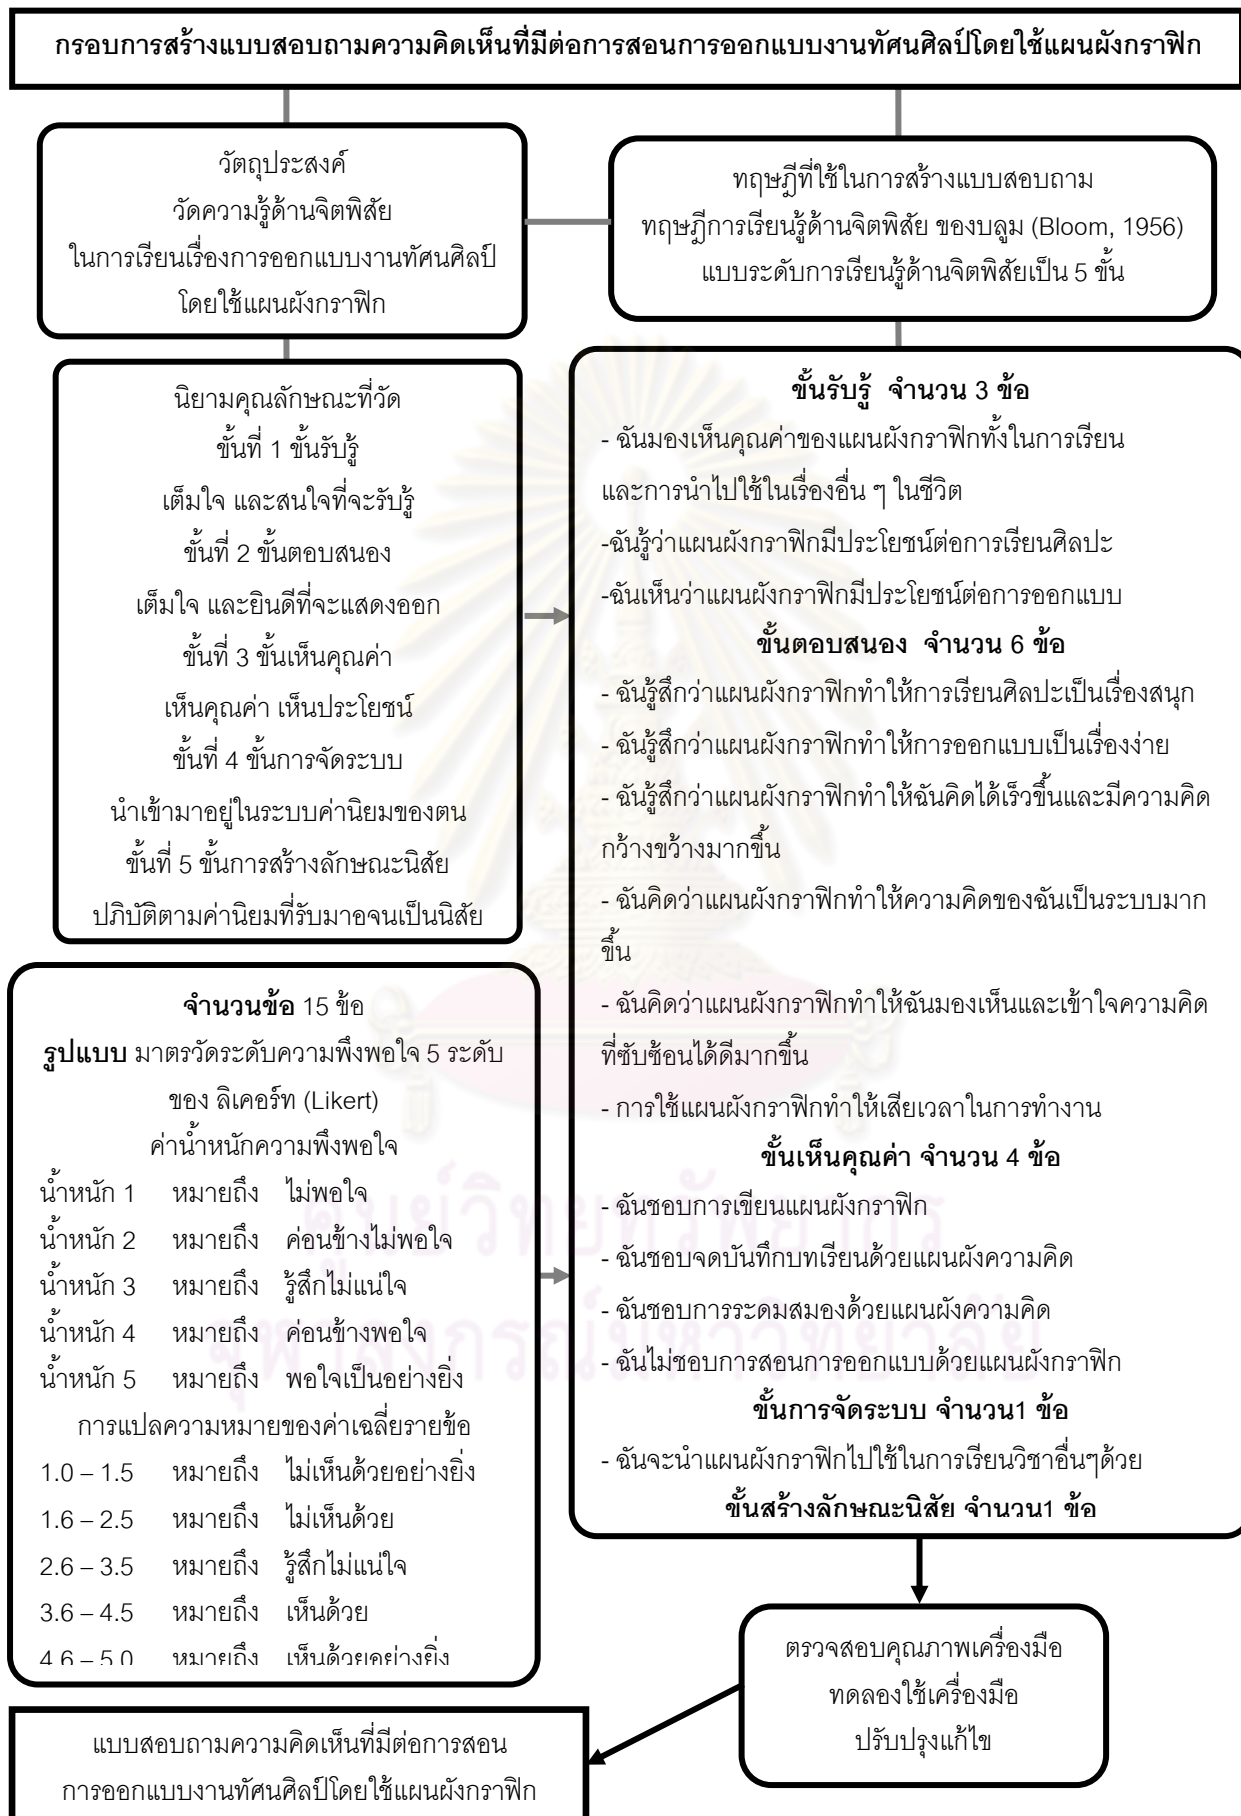 กรอบการสร้างแบบสอบถามความคิดเห็นที่มีต่อการสอนการออกแบบงานทัศนศิลป์โดยใช้แผนผังกราฟิก
วัตถุประสงค์
วัดความรู้ด้านจิตพิสัย
ในการเรียนเรื่องการออกแบบงานทัศนศิลป์
โดยใช้แผนผังกราฟิก
ทฤษฎีที่ใช้ในการสร้างแบบสอบถาม
ทฤษฎีการเรียนรู้ด้านจิตพิสัย ของบลูม (Bloom, 1956)
แบบระดับการเรียนรู้ด้านจิตพิสัยเป็น 5 ขั้น
นิยามคุณลักษณะที่วัด
ขั้นที่ 1 ขั้นรับรู้
เต็มใจ และสนใจที่จะรับรู้
ขั้นที่ 2 ขั้นตอบสนอง
เต็มใจ และยินดีที่จะแสดงออก
ขั้นที่ 3 ขั้นเห็นคุณค่า
เห็นคุณค่า เห็นประโยชน์
ขั้นที่ 4 ขั้นการจัดระบบ
นำเข้ามาอยู่ในระบบค่านิยมของตน
ขั้นที่ 5 ขั้นการสร้างลักษณะนิสัย
ปฏิบัติตามค่านิยมที่รับมาจนเป็นนิสัย
จำนวนข้อ 15 ข้อ
รูปแบบ มาตรวัดระดับความพึงพอใจ 5 ระดับ
ของ ลิเคอร์ท (Likert)
ค่าน้ำหนักความพึงพอใจ
น้ำหนัก 1 หมายถึง ไม่พอใจ
น้ำหนัก 2 หมายถึง ค่อนข้างไม่พอใจ
น้ำหนัก 3 หมายถึง รู้สึกไม่แน่ใจ
น้ำหนัก 4 หมายถึง ค่อนข้างพอใจ
น้ำหนัก 5 หมายถึง พอใจเป็นอย่างยิ่ง
การแปลความหมายของค่าเฉลี่ยรายข้อ
1.0 – 1.5 หมายถึง ไม่เห็นด้วยอย่างยิ่ง
1.6 – 2.5 หมายถึง ไม่เห็นด้วย
2.6 – 3.5 หมายถึง รู้สึกไม่แน่ใจ
3.6 – 4.5 หมายถึง เห็นด้วย
4.6 – 5.0 หมายถึง เห็นด้วยอย่างยิ่ง
ขั้นรับรู้ จำนวน 3 ข้อ
- ฉันมองเห็นคุณค่าของแผนผังกราฟิกทั้งในการเรียน
และการนำไปใช้ในเรื่องอื่น ๆ ในชีวิต
-ฉันรู้ว่าแผนผังกราฟิกมีประโยชน์ต่อการเรียนศิลปะ
-ฉันเห็นว่าแผนผังกราฟิกมีประโยชน์ต่อการออกแบบ
ขั้นตอบสนอง จำนวน 6 ข้อ
- ฉันรู้สึกว่าแผนผังกราฟิกทำให้การเรียนศิลปะเป็นเรื่องสนุก
- ฉันรู้สึกว่าแผนผังกราฟิกทำให้การออกแบบเป็นเรื่องง่าย
- ฉันรู้สึกว่าแผนผังกราฟิกทำให้ฉันคิดได้เร็วขึ้นและมีความคิด
กว้างขว้างมากขึ้น
- ฉันคิดว่าแผนผังกราฟิกทำให้ความคิดของฉันเป็นระบบมาก
ขึ้น
- ฉันคิดว่าแผนผังกราฟิกทำให้ฉันมองเห็นและเข้าใจความคิด
ที่ซับซ้อนได้ดีมากขึ้น
- การใช้แผนผังกราฟิกทำให้เสียเวลาในการทำงาน
ขั้นเห็นคุณค่า จำนวน 4 ข้อ
- ฉันชอบการเขียนแผนผังกราฟิก
- ฉันชอบจดบันทึกบทเรียนด้วยแผนผังความคิด
- ฉันชอบการระดมสมองด้วยแผนผังความคิด
- ฉันไม่ชอบการสอนการออกแบบด้วยแผนผังกราฟิก
ขั้นการจัดระบบ จำนวน1 ข้อ
- ฉันจะนำแผนผังกราฟิกไปใช้ในการเรียนวิชาอื่นๆด้วย
ขั้นสร้างลักษณะนิสัย จำนวน1 ข้อ
ตรวจสอบคุณภาพเครื่องมือ
ทดลองใช้เครื่องมือ
ปรับปรุงแก้ไข
แบบสอบถามความคิดเห็นที่มีต่อการสอน
การออกแบบงานทัศนศิลป์โดยใช้แผนผังกราฟิก
ศูนย์วิทยทรัพยากร
จุฬาลงกรณ์มหาวิทยาลัย